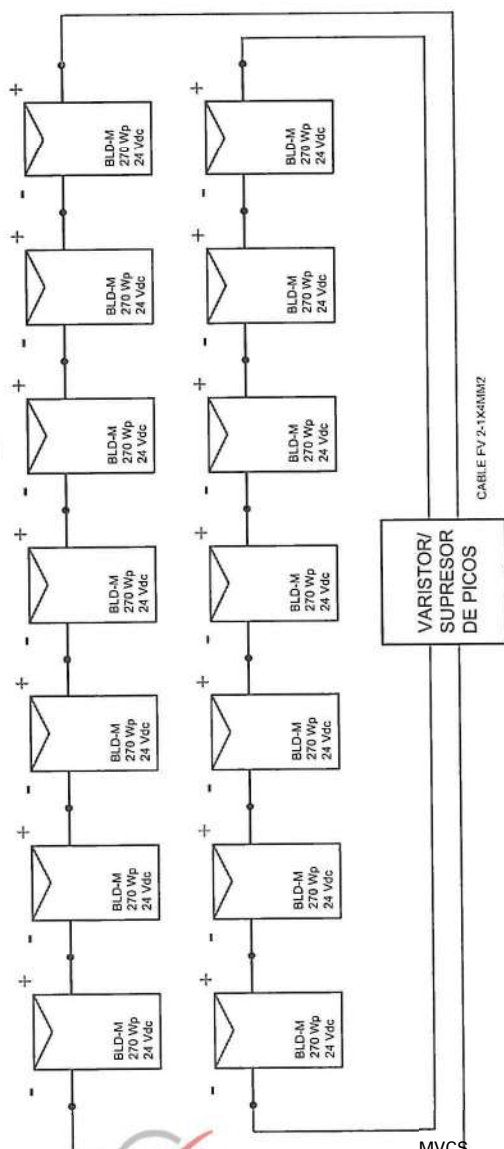 +
BLD-M
270 Wp
24 Vdc
-
+
BLD-M
270 Wp
24 Vdc
-
+
BLD-M
270 Wp
24 Vdc
-
+
BLD-M
270 Wp
24 Vdc
-
+
BLD-M
270 Wp
24 Vdc
-
+
BLD-M
270 Wp
24 Vdc
-
+
BLD-M
270 Wp
24 Vdc
-
+
BLD-M
270 Wp
24 Vdc
-
+
BLD-M
270 Wp
24 Vdc
-
+
BLD-M
270 Wp
24 Vdc
-
+
BLD-M
270 Wp
24 Vdc
-
+
BLD-M
270 Wp
24 Vdc
-
+
BLD-M
270 Wp
24 Vdc
-
+
BLD-M
270 Wp
24 Vdc
-
CABLE FV 2-1X4MM2
VARISTOR/
SUPRESOR
DE PICOS
MVCS